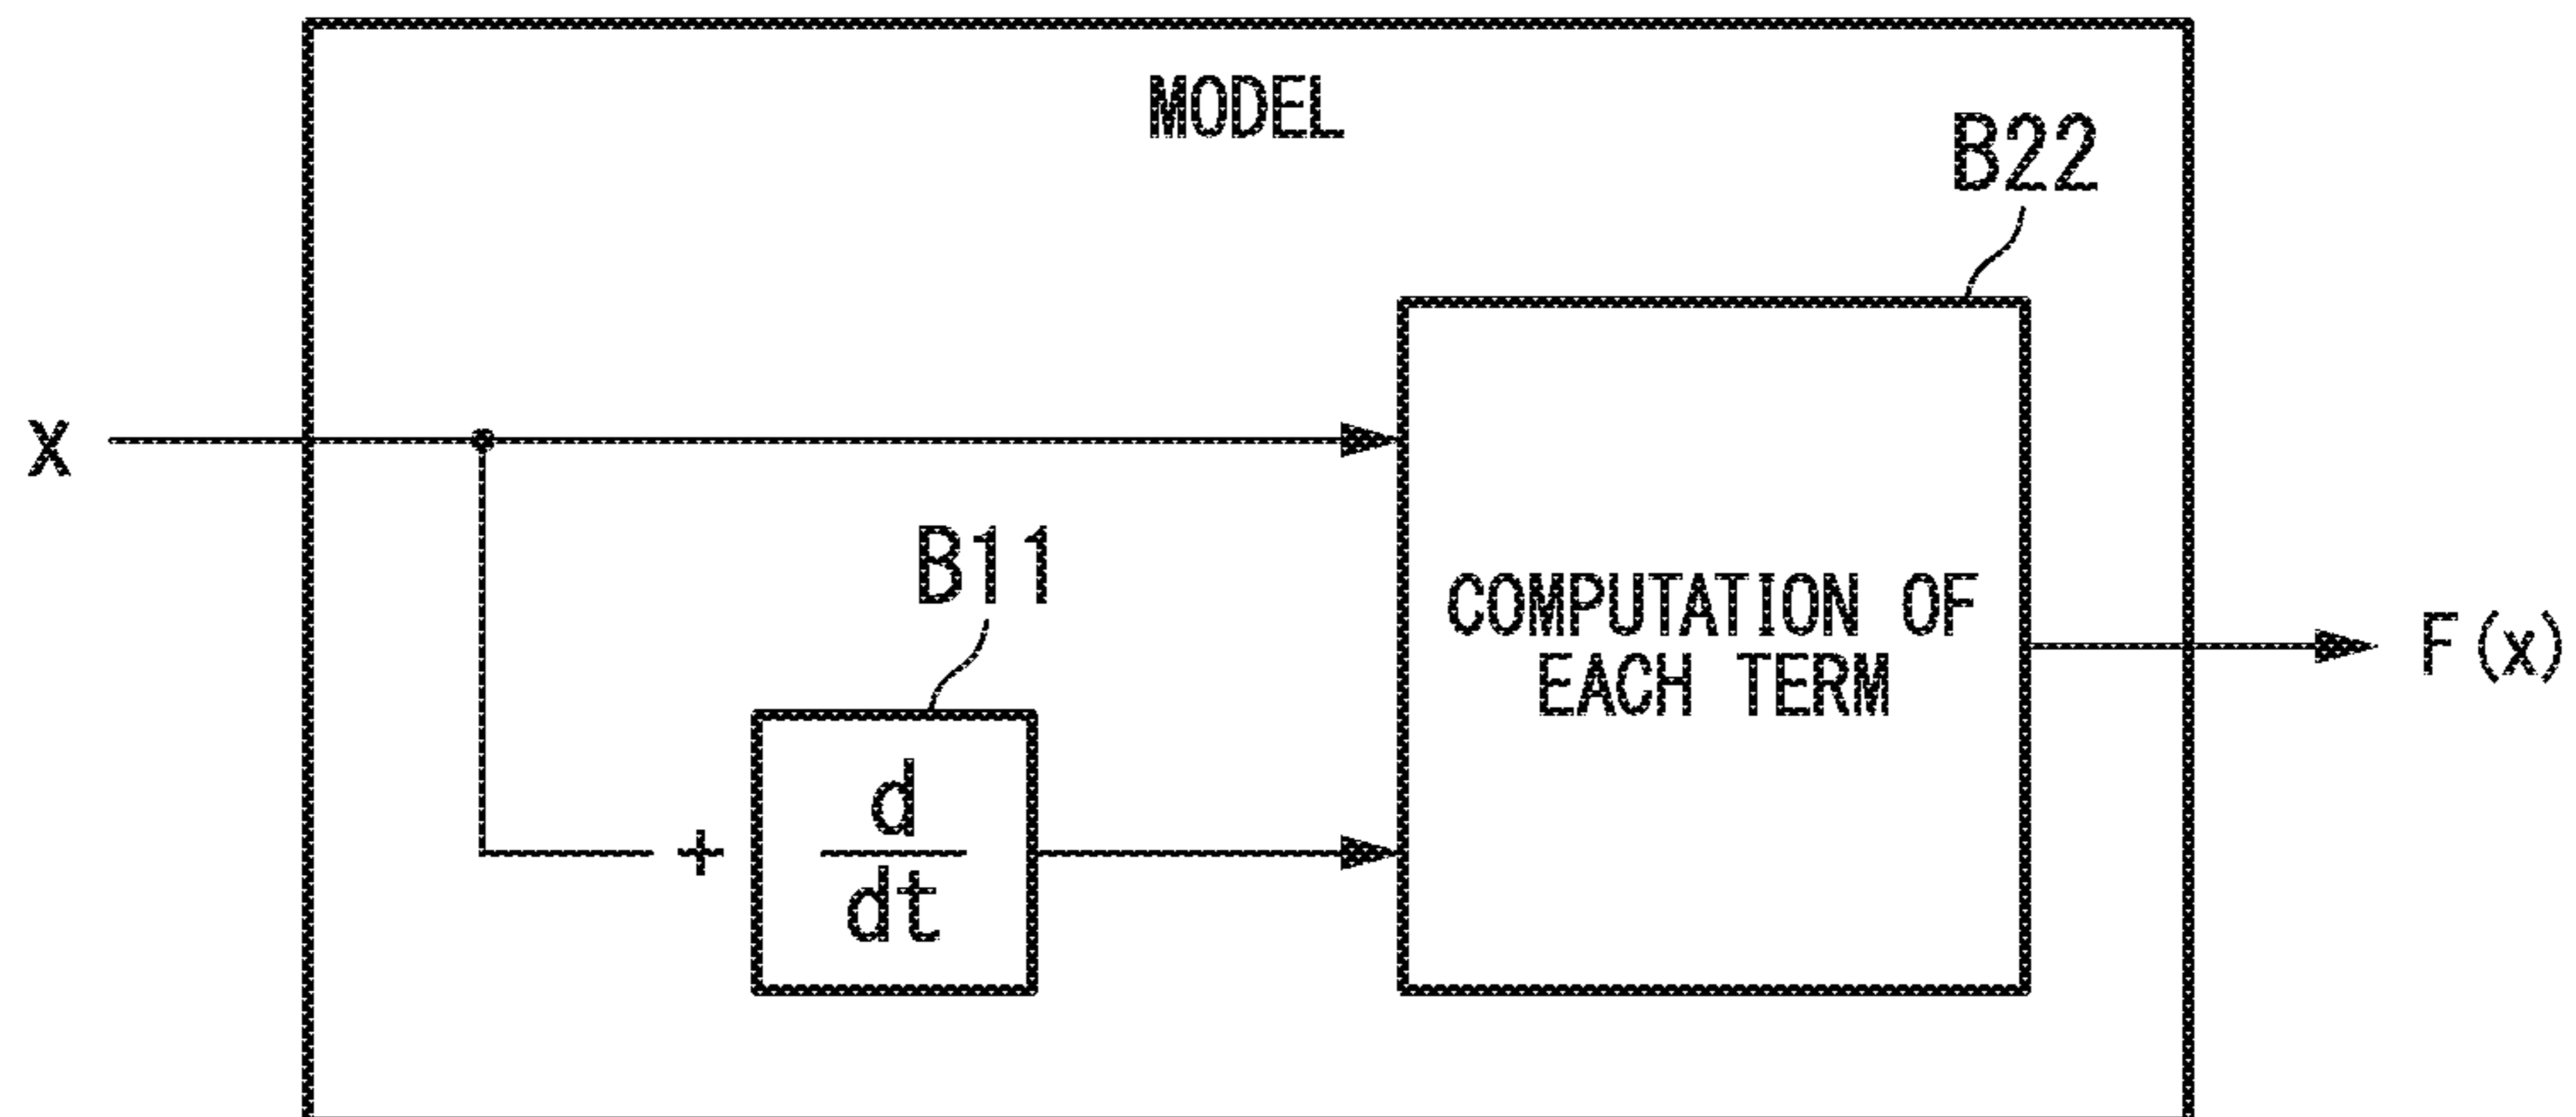 MODEL
B22
X
B11
COMPUTATION OF
EACH TERM
F(x)
+
d
dt